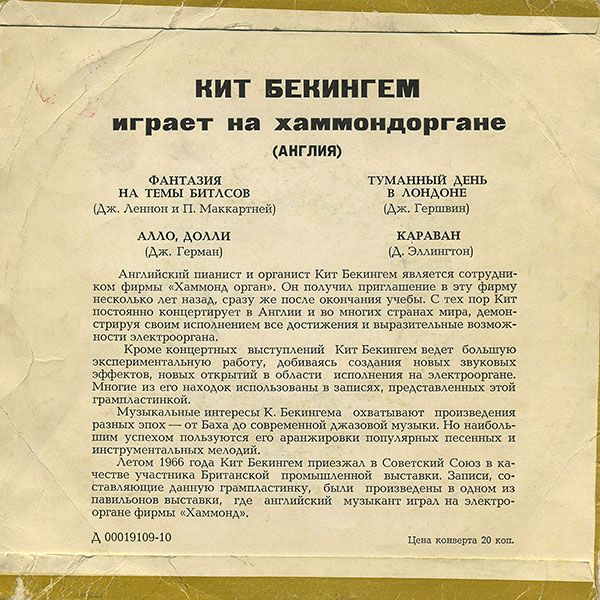 КИТ БЕКИНГЕМ
играет на хаммондоргане
(АНГЛИЯ)
ФАНТАЗИЯ
НА ТЕМЫ БИТЛСОВ
(Дж. Леннон и П. Маккартней)
ТУМАННЫЙ ДЕНЬ
В ЛОНДОНЕ
(Дж. Гершвин)
АЛЛО, ДОЛЛИ
(Дж. Герман)
КАРАВАН
(Д. Эллингтон)
Английский пианист и органист Кит Бекингем является сотрудни-
ком фирмы «Хаммонд орган». Он получил приглашение в эту фирму
несколько лет назад, сразу же после окончания учебы. С тех пор Кит
постоянно концертирует в Англии и во многих странах мира, демон-
стрируя своим исполнением все достижения и выразительные возмож-
ности электрооргана.
Кроме концертных выступлений Кит Бекингем ведет большую
экспериментальную работу, добиваясь создания новых звуковых
эффектов, новых открытий в области исполнения на электрооргане.
Многие из его находок использованы в записях, представленных этой
грампластинкой.
Музыкальные интересы К. Бекингема охватывают произведения
разных эпох — от Баха до современной джазовой музыки. Но наиболь-
шим успехом пользуются его аранжировки популярных песенных и
инструментальных мелодий.
Летом 1966 года Кит Бекингем приезжал в Советский Союз в ка-
честве участника Британской промышленной выставки. Записи, со-
ставляющие данную грампластинку, были произведены в одном из
павильонов выставки, где английский музыкант играл на электро-
органе фирмы «Хаммонд».
Д 00019109-10
Цена конверта 20 коп.